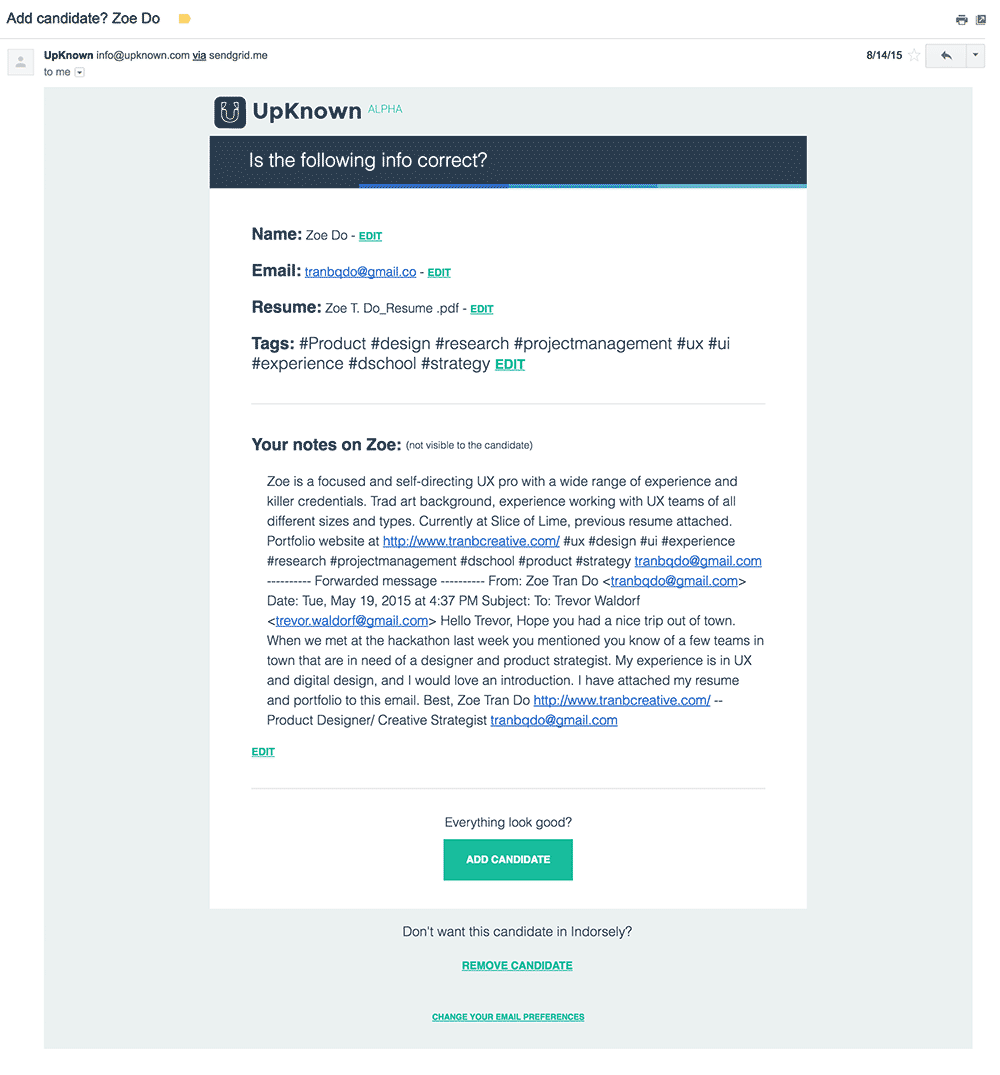 Add candidate? Zoe Do
UpKnown info@upknown.com via sendgrid.me
8/14/15
to me
UpKnown ALPHA
Is the following info correct?
Name: Zoe Do - EDIT
Email: tranbqdo@gmail.co - EDIT
Resume: Zoe T. Do_Resume .pdf - EDIT
Tags: #Product #design #research #projectmanagement #ux #ui
#experience #dschool #strategy EDIT
Your notes on Zoe: (not visible to the candidate)
Zoe is a focused and self-directing UX pro with a wide range of experience and
killer credentials. Trad art background, experience working with UX teams of all
different sizes and types. Currently at Slice of Lime, previous resume attached.
Portfolio website at http://www.tranbcreative.com/ #ux #design #ui #experience
#research #projectmanagement #dschool #product #strategy tranbqdo@gmail.com
---------- Forwarded message ---------- From: Zoe Tran Do <tranbqdo@gmail.com>
Date: Tue, May 19, 2015 at 4:37 PM Subject: To: Trevor Waldorf
<trevor.waldorf@gmail.com> Hello Trevor, Hope you had a nice trip out of town.
When we met at the hackathon last week you mentioned you know of a few teams in
town that are in need of a designer and product strategist. My experience is in UX
and digital design, and I would love an introduction. I have attached my resume
and portfolio to this email. Best, Zoe Tran Do http://www.tranbcreative.com/ --
Product Designer/ Creative Strategist tranbqdo@gmail.com
EDIT
Everything look good?
ADD CANDIDATE
Don't want this candidate in Indorsely?
REMOVE CANDIDATE
CHANGE YOUR EMAIL PREFERENCES